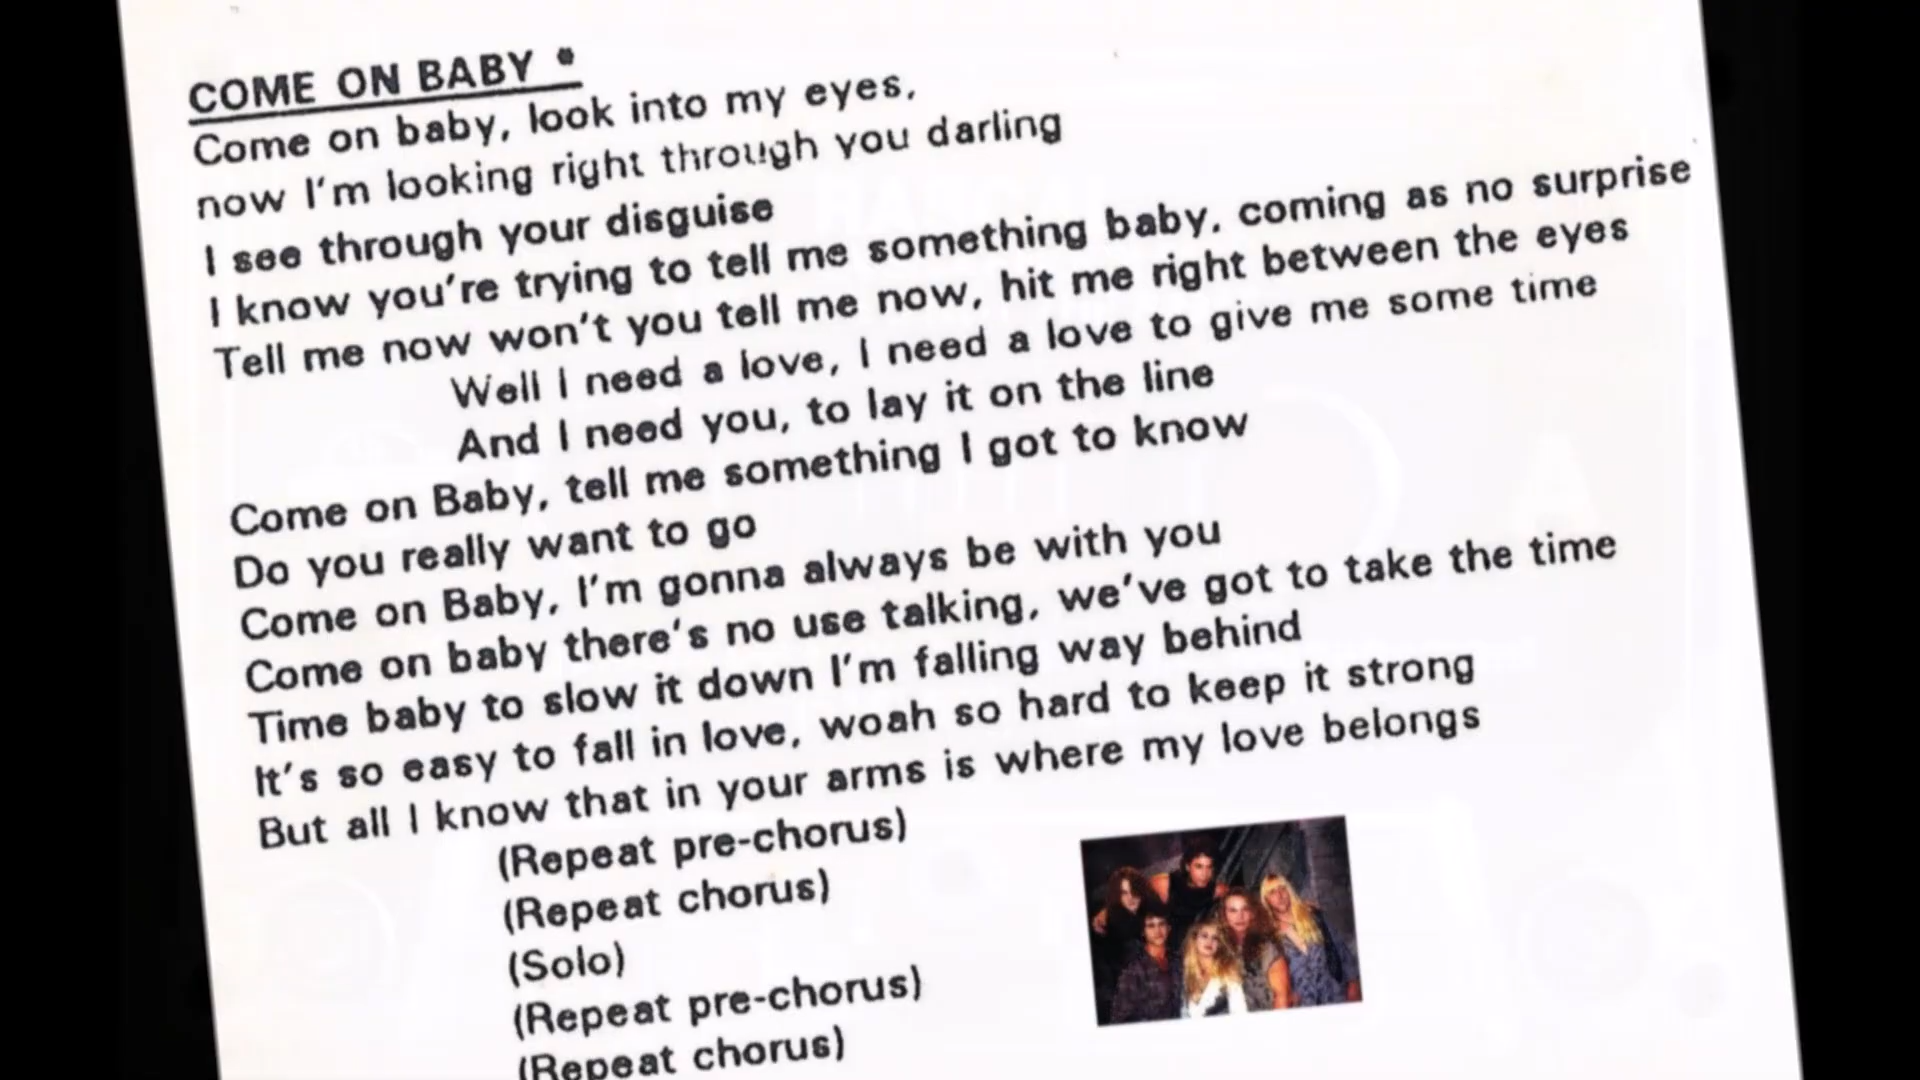 COME ON BABY *
Come on baby, look into my eyes,
now I'm looking right through you darling
I see through your disguise
I know you're trying to tell me something baby, coming as no surprise
Tell me now won't you tell me now, hit me right between the eyes
Well I need a love, I need a love to give me some time
And I need you, to lay it on the line
Come on Baby, tell me something I got to know
Do you really want to go
Come on Baby, I'm gonna always be with you
Come on baby there's no use talking, we've got to take the time
Time baby to slow it down I'm falling way behind
It's so easy to fall in love, woah so hard to keep it strong
But all I know that in your arms is where my love belongs
(Repeat pre-chorus)
(Repeat chorus)
(Solo)
(Repeat pre-chorus)
(Repeat chorus)